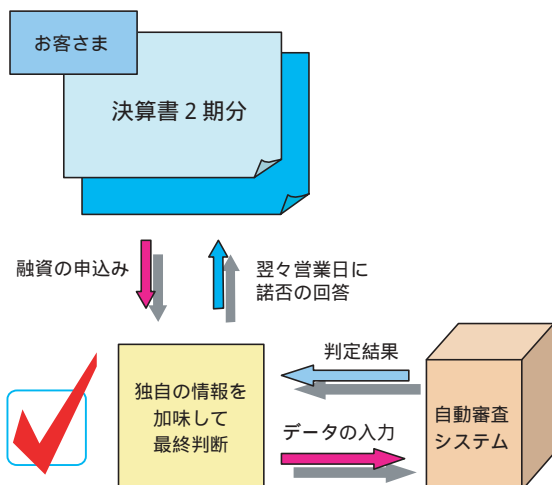 お客さま
決算書２期分
融資の申込み
翌々営業日に
諾否の回答
判定結果
独自の情報を
加味して
最終判断
自動審査
システム
データの入力